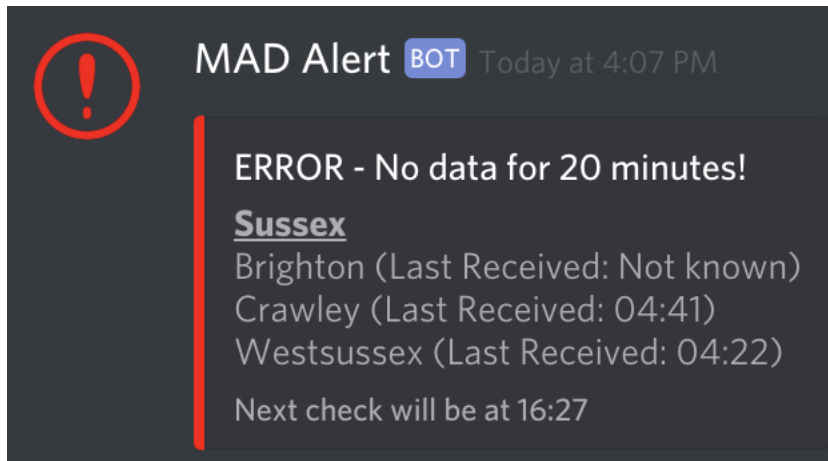 MAD Alert BOT Today at 4:07 PM
ERROR - No data for 20 minutes!
Sussex
Brighton (Last Received: Not known)
Crawley (Last Received: 04:41)
Westsussex (Last Received: 04:22)
Next check will be at 16:27